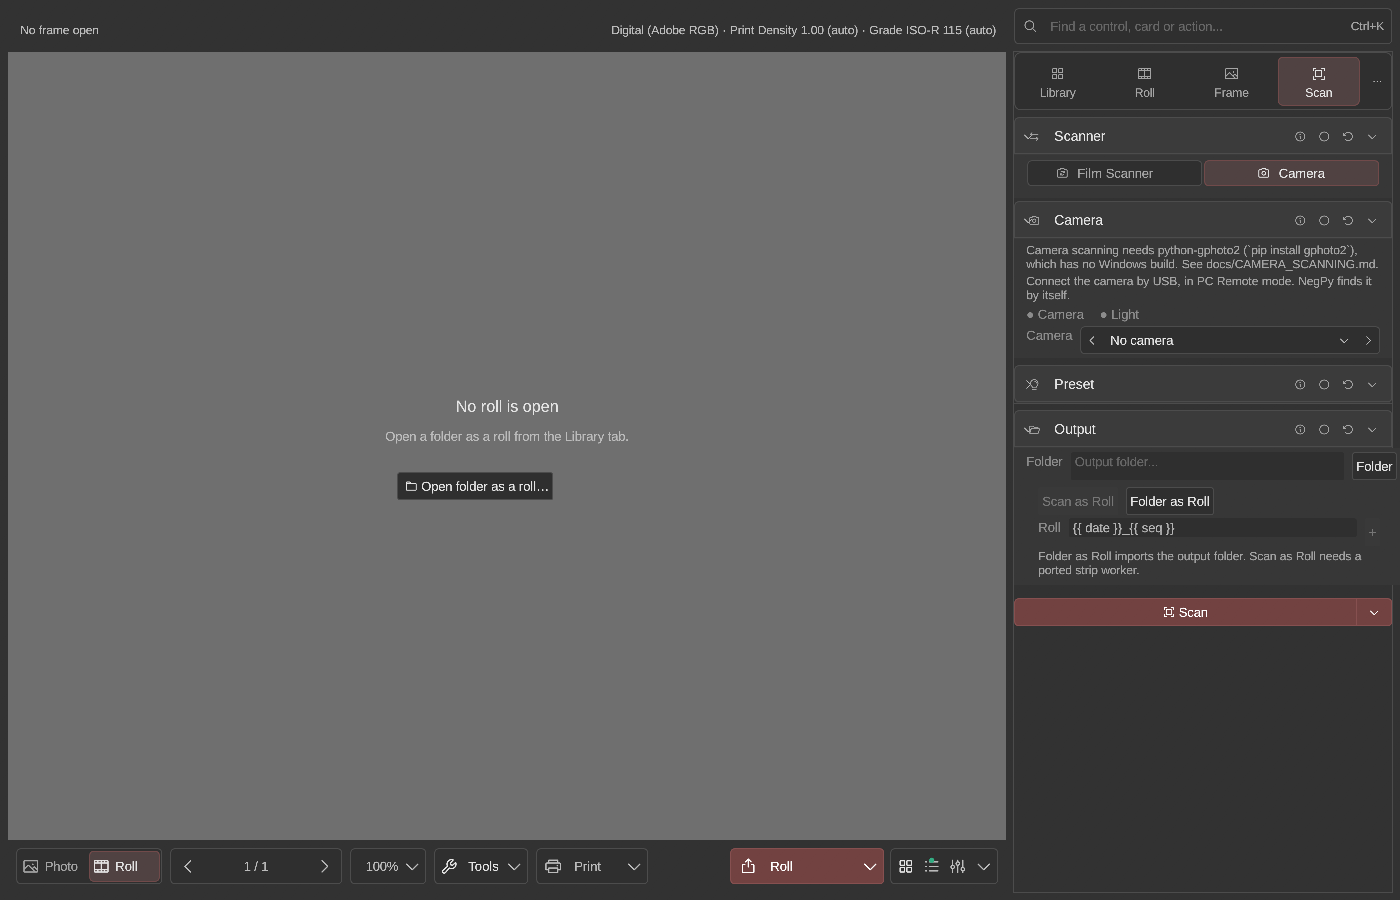 No frame open
Digital (Adobe RGB) · Print Density 1.00 (auto) · Grade ISO-R 115 (auto)
Find a control, card or action...
Ctrl+K
Library
Roll
Frame
Scan
...
Scanner
Film Scanner
Camera
Camera
Camera scanning needs python-gphoto2 (`pip install gphoto2`),
which has no Windows build. See docs/CAMERA_SCANNING.md.
Connect the camera by USB, in PC Remote mode. NegPy finds it
by itself.
● Camera ● Light
Camera
No camera
Preset
Output
Folder
Output folder...
Folder
Scan as Roll
Folder as Roll
Roll
{{ date }}_{{ seq }}
+
Folder as Roll imports the output folder. Scan as Roll needs a
ported strip worker.
Scan
No roll is open
Open a folder as a roll from the Library tab.
Open folder as a roll...
Photo
Roll
1 / 1
100%
Tools
Print
Roll